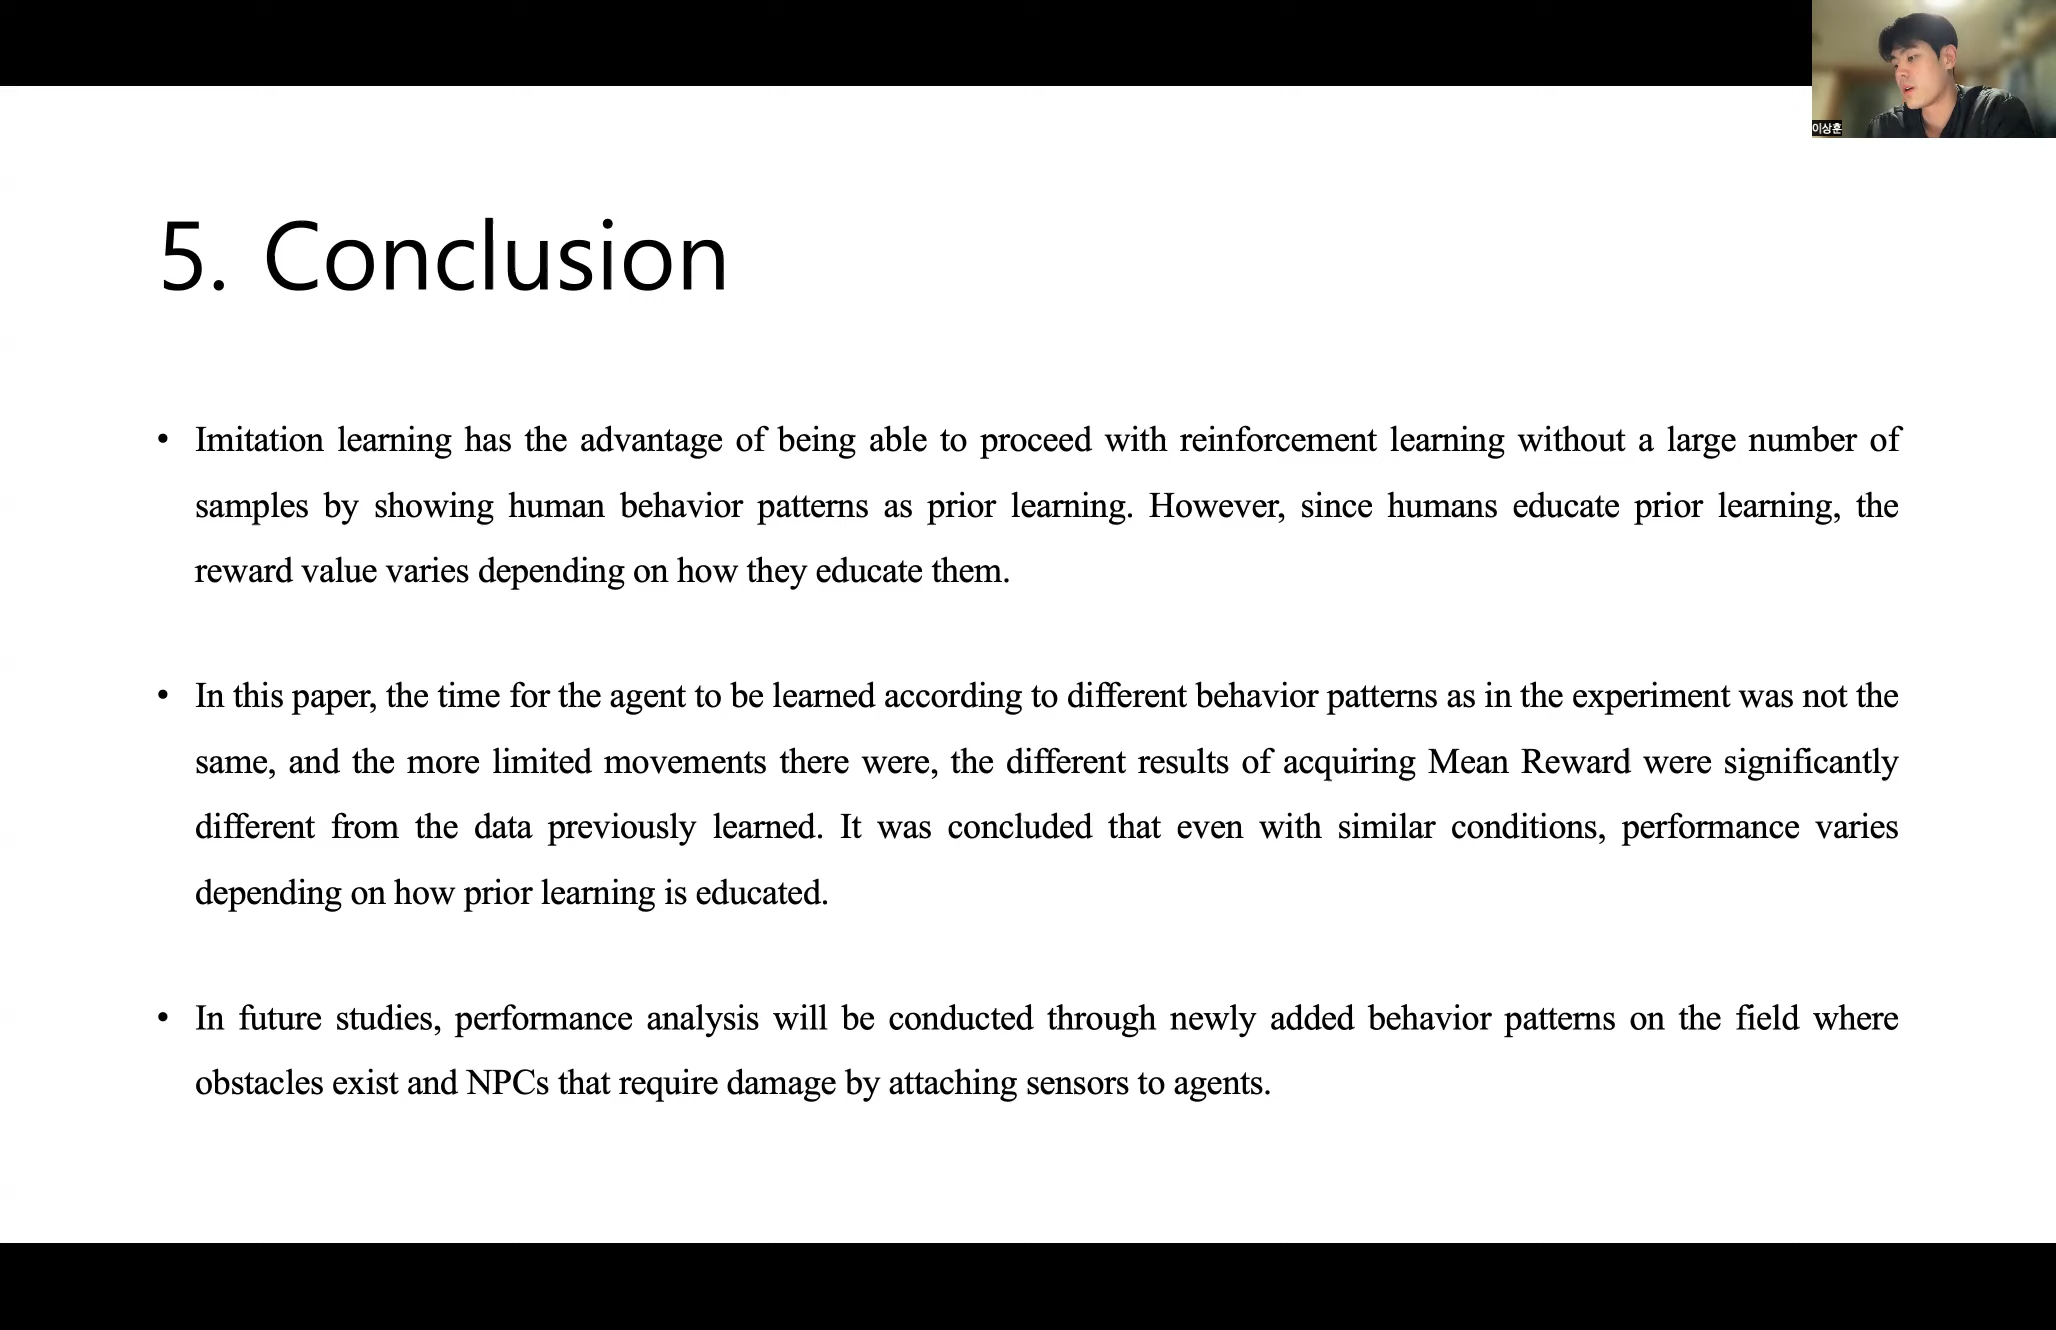 이상훈
5. Conclusion
• Imitation learning has the advantage of being able to proceed with reinforcement learning without a large number of
samples by showing human behavior patterns as prior learning. However, since humans educate prior learning, the
reward value varies depending on how they educate them.
• In this paper, the time for the agent to be learned according to different behavior patterns as in the experiment was not the
same, and the more limited movements there were, the different results of acquiring Mean Reward were significantly
different from the data previously learned. It was concluded that even with similar conditions, performance varies
depending on how prior learning is educated.
• In future studies, performance analysis will be conducted through newly added behavior patterns on the field where
obstacles exist and NPCs that require damage by attaching sensors to agents.